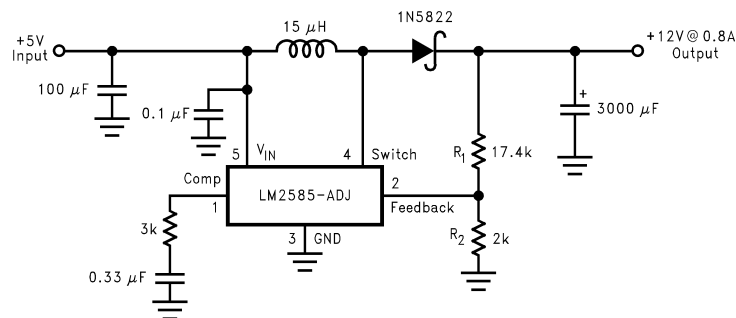 1N5822
15 μH
+5V
Input
+12V@0.8A
Output
100 μF
0.1 μF
+
3000 μF
5
VIN
4
Switch
R1
17.4k
Comp
1
LM2585-ADJ
2
Feedback
3k
3
GND
R2
2k
0.33 μF